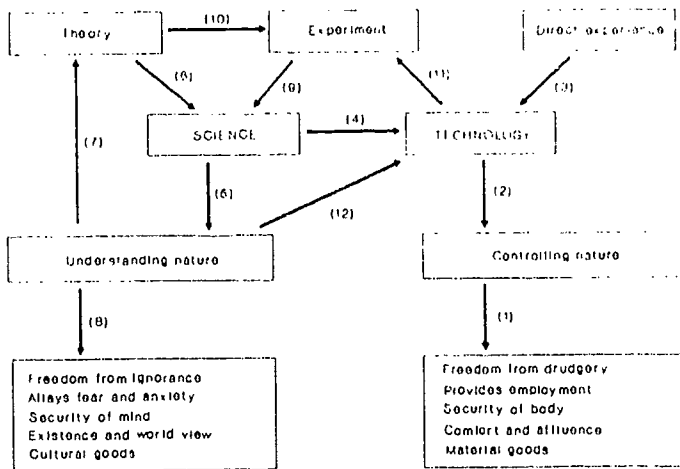 Theory
(10)
Experiment
Direct experience
(6)
(9)
(11)
(3)
(7)
SCIENCE
(4)
TECHNOLOGY
(5)
(12)
(2)
Understanding nature
Controlling nature
(8)
(1)
Freedom from ignorance
Allays fear and anxiety
Security of mind
Existence and world view
Cultural goods
Freedom from drudgery
Provides employment
Security of body
Comfort and affluence
Material goods